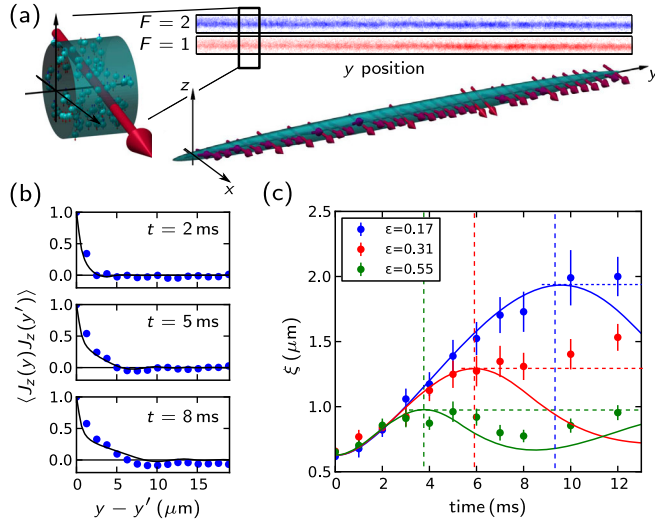 (a)
F = 2
F = 1
y position
z
y
x
(b)
1.0
0.5
0.0
t = 2 ms
1.0
0.5
0.0
t = 5 ms
1.0
0.5
0.0
t = 8 ms
⟨J_z(y)J_z(y′)⟩
0 5 10 15
y − y′ (μm)
(c)
2.5
2.0
1.5
1.0
0.5
ξ (μm)
ε=0.17
ε=0.31
ε=0.55
0 2 4 6 8 10 12
time (ms)